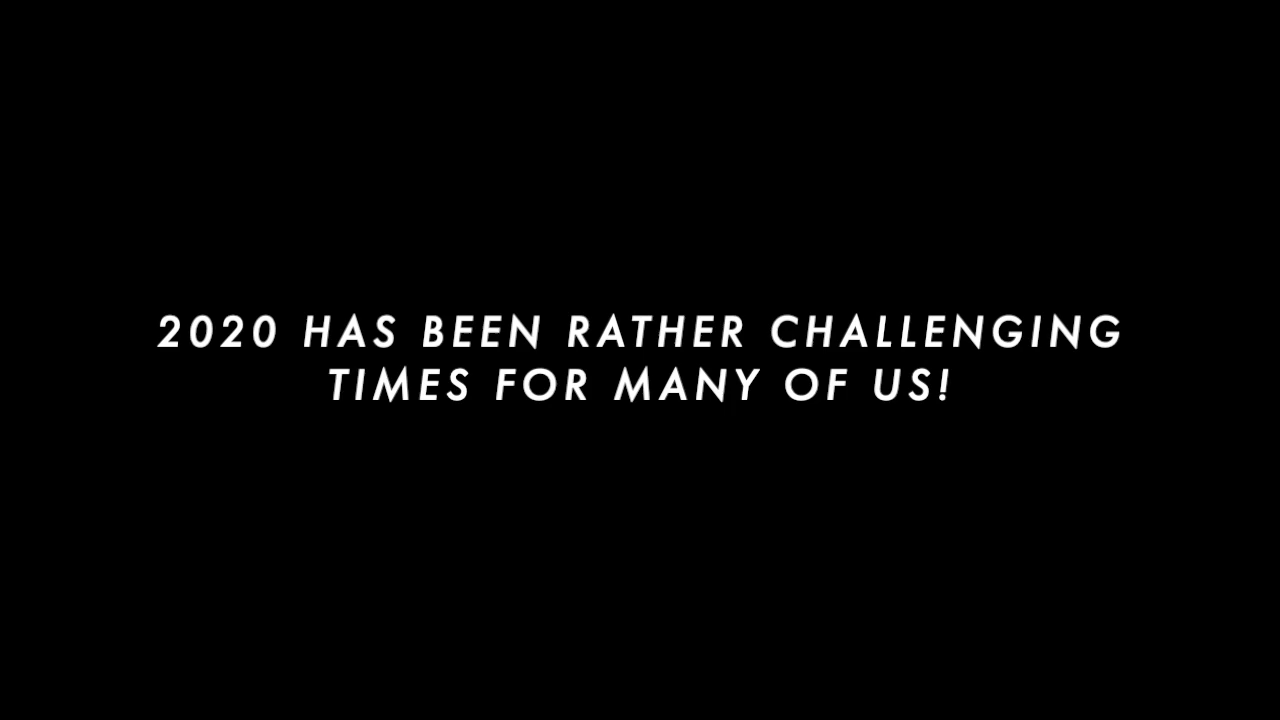 2020 HAS BEEN RATHER CHALLENGING
TIMES FOR MANY OF US!